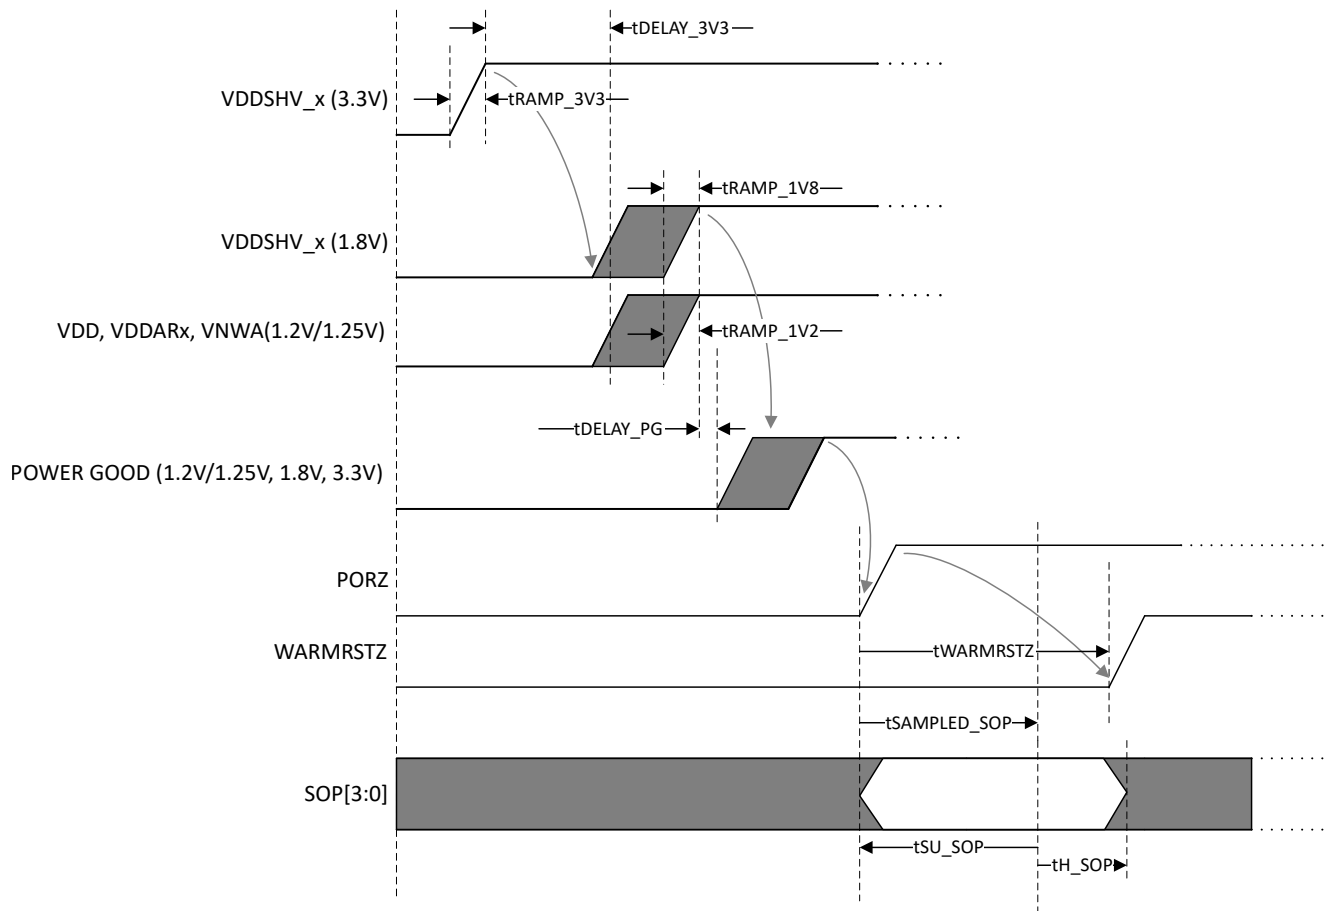 tDELAY_3V3
VDDSHV_x (3.3V)
tRAMP_3V3
tRAMP_1V8
VDDSHV_x (1.8V)
VDD, VDDARx, VNWA(1.2V/1.25V)
tRAMP_1V2
tDELAY_PG
POWER GOOD (1.2V/1.25V, 1.8V, 3.3V)
PORZ
WARMRSTZ
tWARMRSTZ
tSAMPLED_SOP
SOP[3:0]
tSU_SOP
tH_SOP